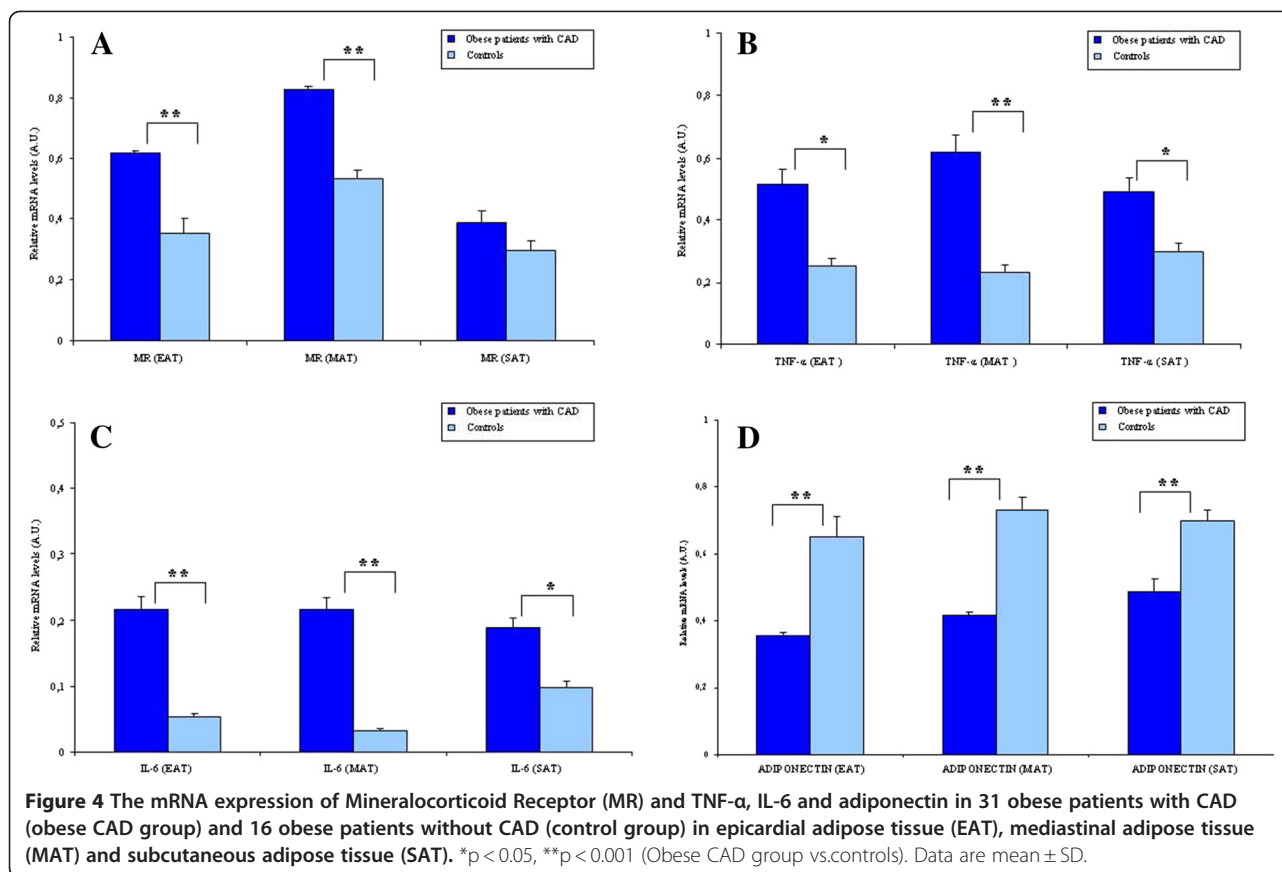 A
Obese patients with CAD
Controls
Relative mRNA levels (A.U.)
1
0,8
0,6
0,4
0,2
0
**
**
MR (EAT)
MR (MAT)
MR (SAT)
B
Obese patients with CAD
Controls
Relative mRNA levels (A.U.)
1
0,8
0,6
0,4
0,2
0
*
**
*
TNF-α (EAT)
TNF-α (MAT)
TNF-α (SAT)
C
Obese patients with CAD
Controls
Relative mRNA levels (A.U.)
0,5
0,4
0,3
0,2
0,1
0
**
**
*
IL-6 (EAT)
IL-6 (MAT)
IL-6 (SAT)
D
Obese patients with CAD
Controls
Relative mRNA levels (A.U.)
1
0,8
0,6
0,4
0,2
0
**
**
**
ADIPONECTIN (EAT)
ADIPONECTIN (MAT)
ADIPONECTIN (SAT)
Figure 4 The mRNA expression of Mineralocorticoid Receptor (MR) and TNF-α, IL-6 and adiponectin in 31 obese patients with CAD
(obese CAD group) and 16 obese patients without CAD (control group) in epicardial adipose tissue (EAT), mediastinal adipose tissue
(MAT) and subcutaneous adipose tissue (SAT). *p < 0.05, **p < 0.001 (Obese CAD group vs.controls). Data are mean ± SD.